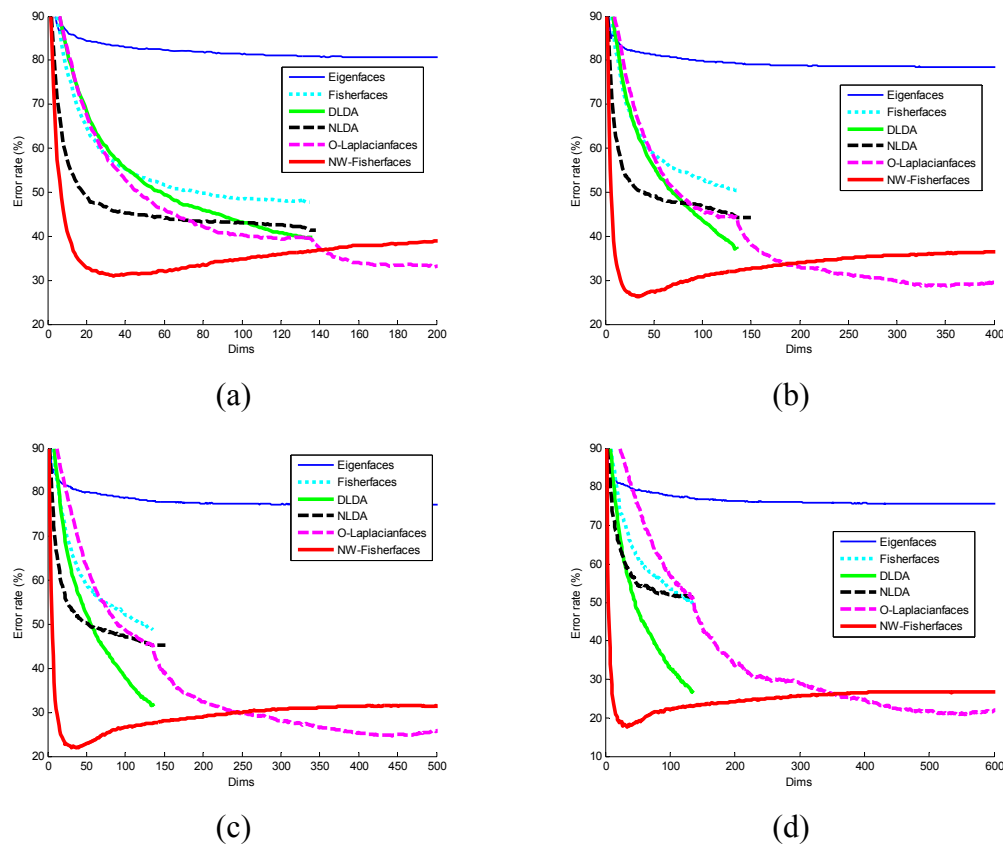 90
80
70
60
50
40
30
20
Error rate (%)
0 20 40 60 80 100 120 140 160 180 200
Dims
Eigenfaces
Fisherfaces
DLDA
NLDA
O-Laplacianfaces
NW-Fisherfaces
(a)
90
80
70
60
50
40
30
20
Error rate (%)
0 50 100 150 200 250 300 350 400
Dims
Eigenfaces
Fisherfaces
DLDA
NLDA
O-Laplacianfaces
NW-Fisherfaces
(b)
90
80
70
60
50
40
30
20
Error rate (%)
0 50 100 150 200 250 300 350 400 450 500
Dims
Eigenfaces
Fisherfaces
DLDA
NLDA
O-Laplacianfaces
NW-Fisherfaces
(c)
90
80
70
60
50
40
30
20
10
Error rate (%)
0 100 200 300 400 500 600
Dims
Eigenfaces
Fisherfaces
DLDA
NLDA
O-Laplacianfaces
NW-Fisherfaces
(d)